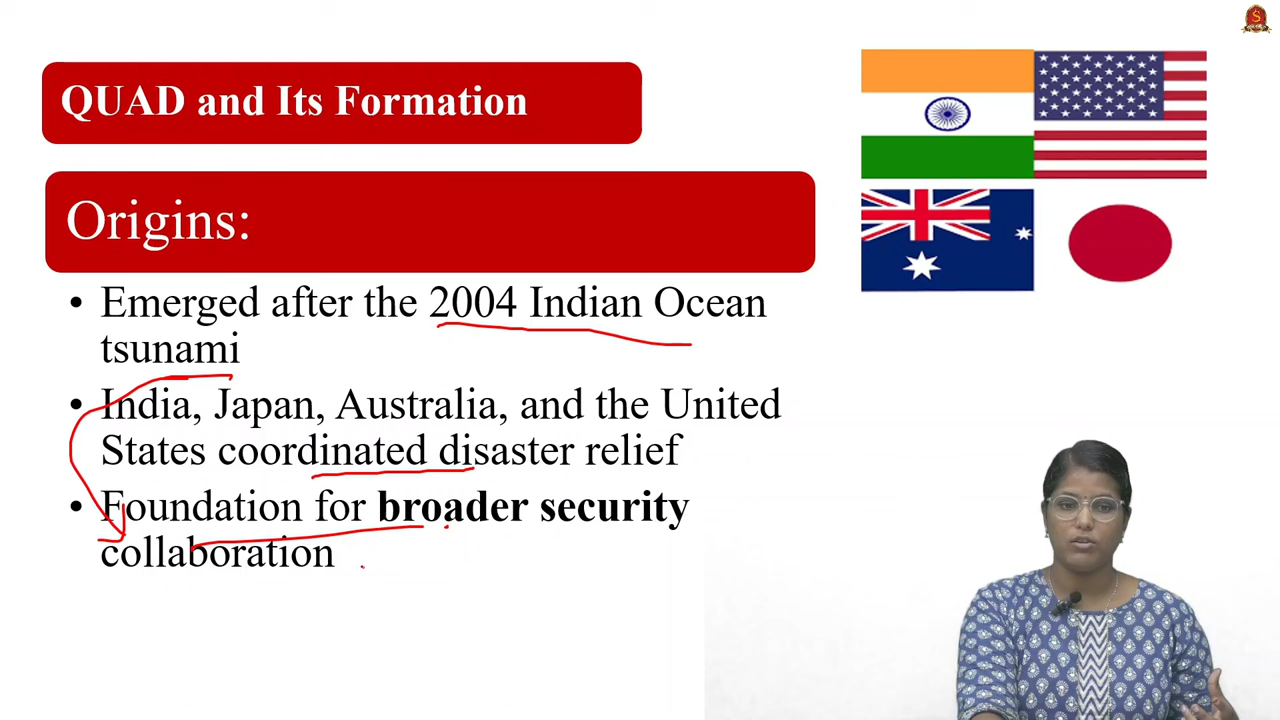 QUAD and Its Formation
Origins:
• Emerged after the 2004 Indian Ocean
tsunami
• India, Japan, Australia, and the United
States coordinated disaster relief
• Foundation for broader security
collaboration